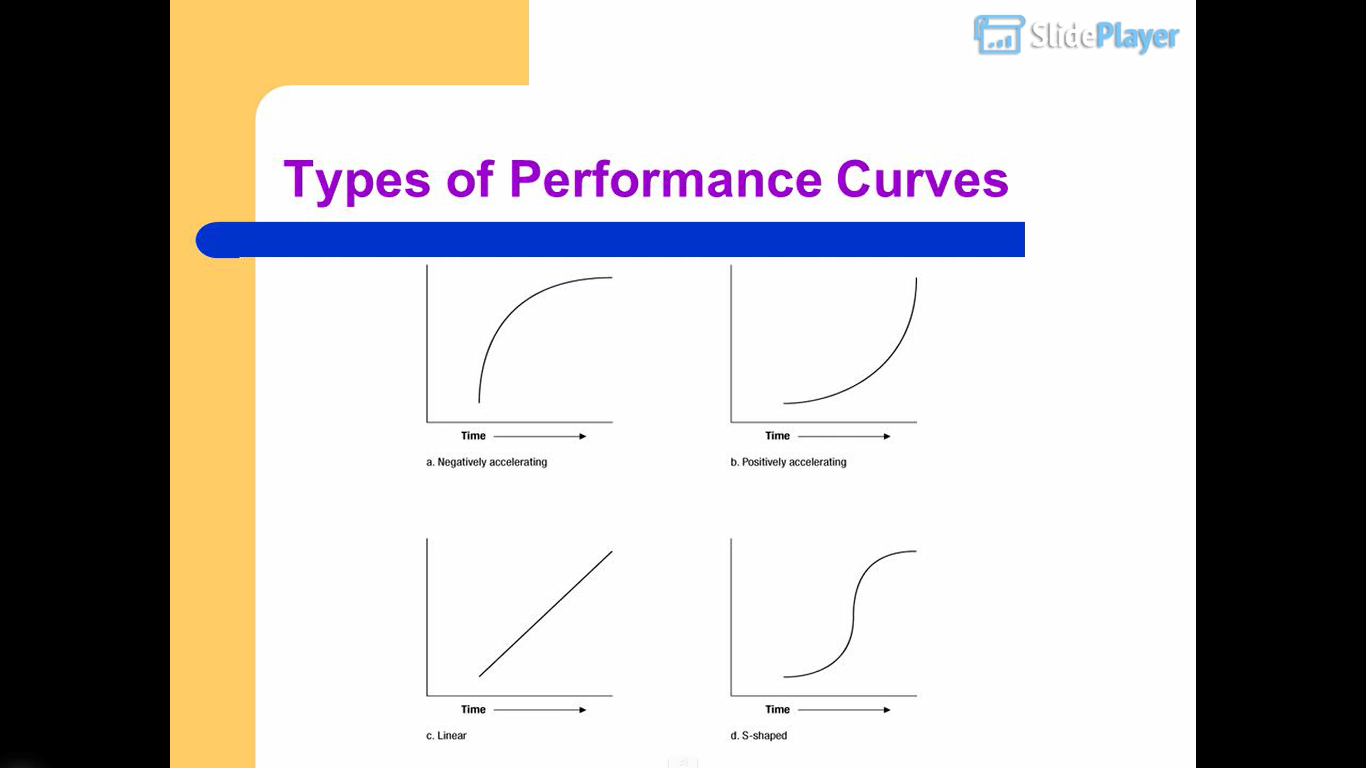 SlidePlayer
Types of Performance Curves
Time
a. Negatively accelerating
Time
b. Positively accelerating
Time
c. Linear
Time
d. S-shaped